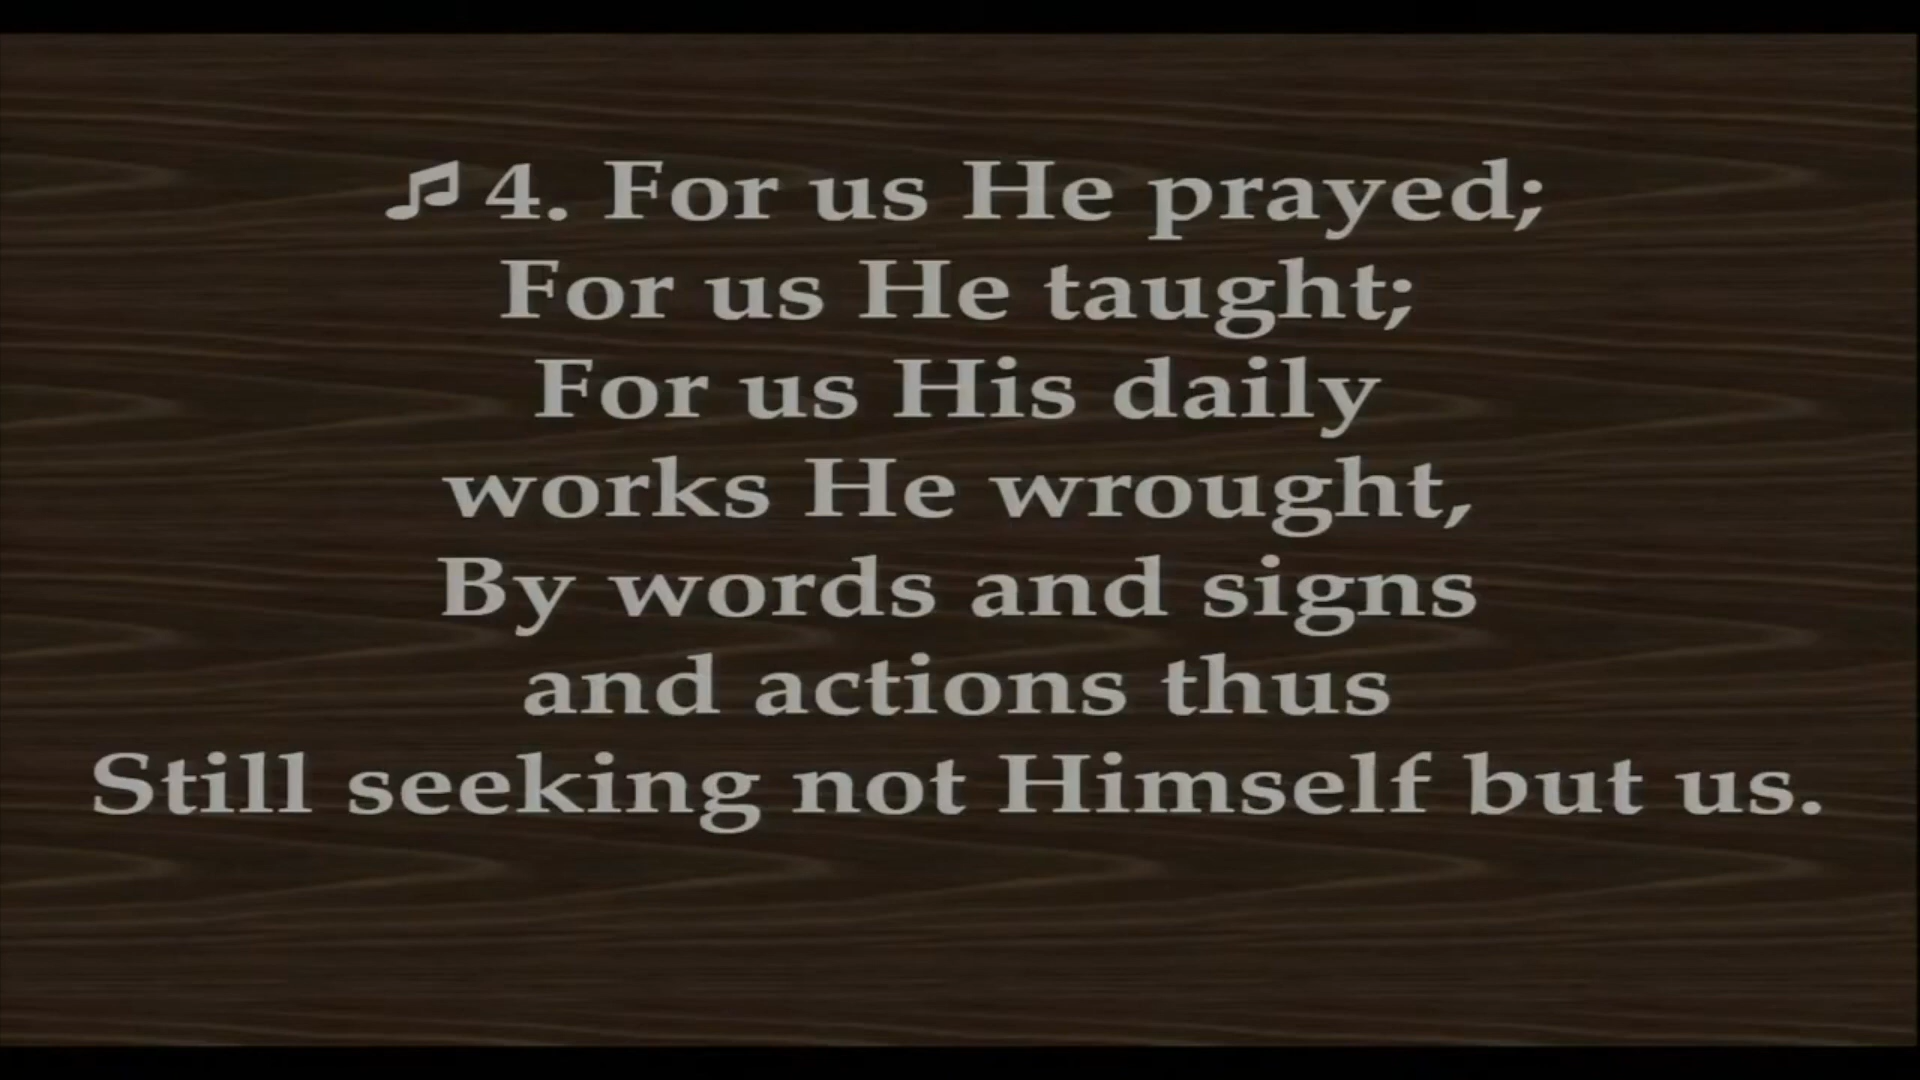 ♫ 4. For us He prayed;
For us He taught;
For us His daily
works He wrought,
By words and signs
and actions thus
Still seeking not Himself but us.